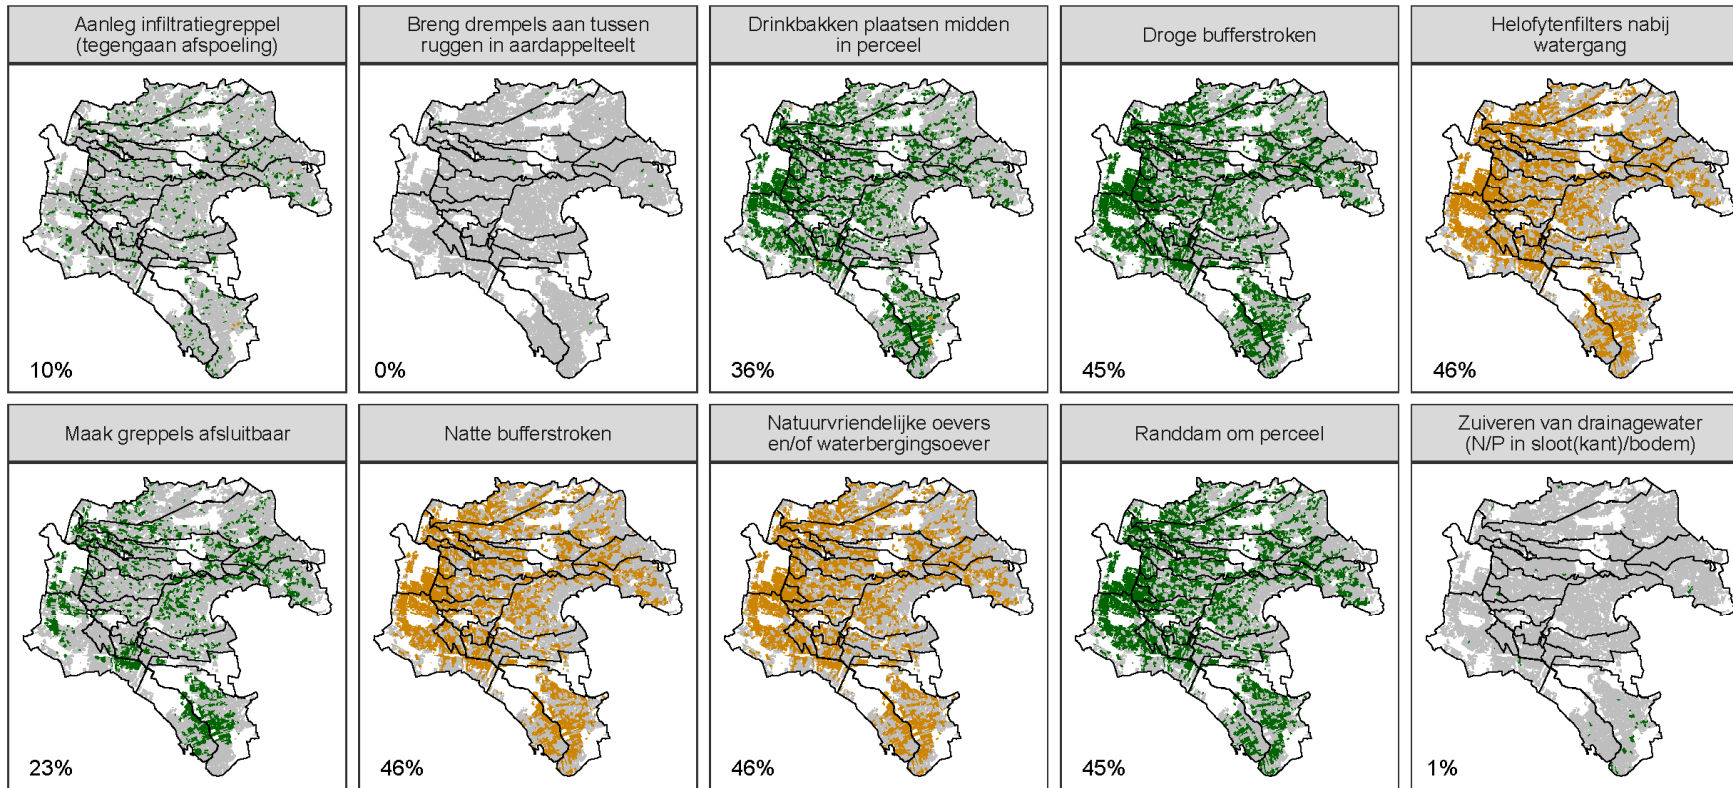 Aanleg infiltratiegreppel
(tegengaan afspoeling)
Breng drempels aan tussen
ruggen in aardappelteelt
Drinkbakken plaatsen midden
in perceel
Droge bufferstroken
Helofytenfilters nabij
watergang
10%
0%
36%
45%
46%
Maak greppels afsluitbaar
Natte bufferstroken
Natuurvriendelijke oevers
en/of waterbergingsoever
Randdam om perceel
Zuiveren van drainagewater
(N/P in sloot(kant)/bodem)
23%
46%
46%
45%
1%